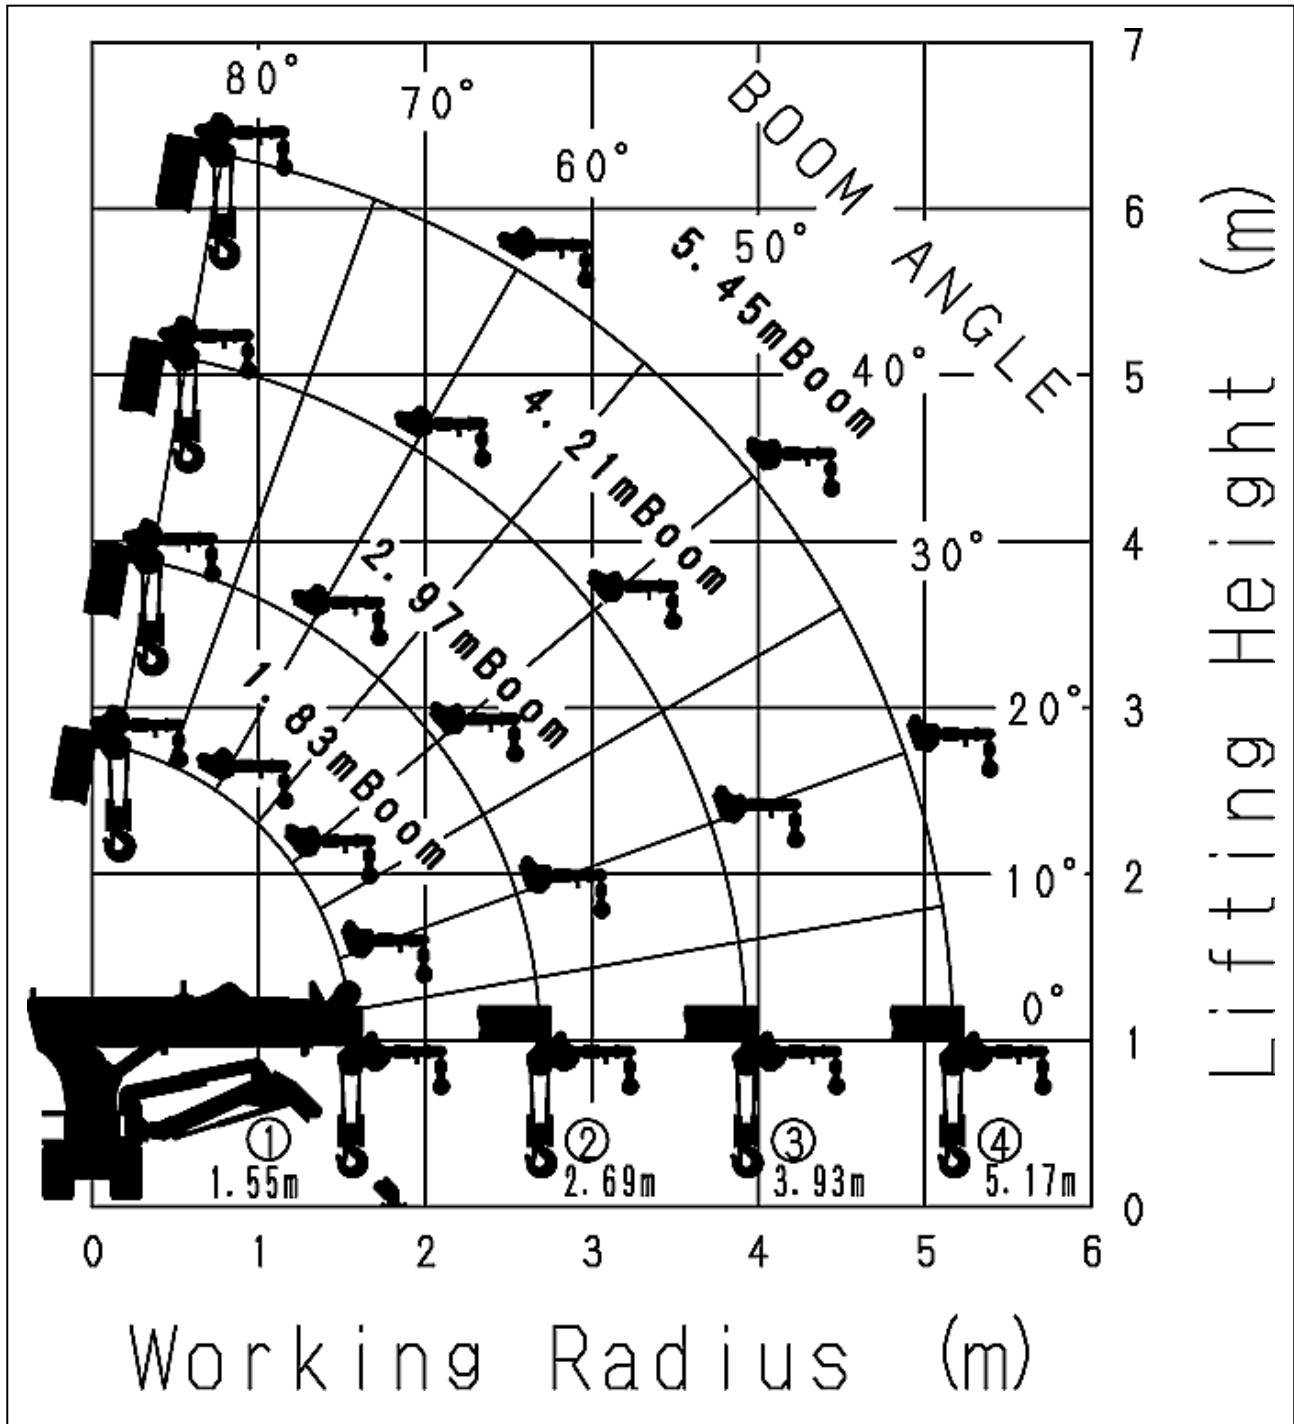 80°
70°
60°
50°
40°
30°
20°
10°
0°
BOOM ANGLE
5.45mBoom
4.21mBoom
2.97mBoom
1.83mBoom
① 1.55m
② 2.69m
③ 3.93m
④ 5.17m
7
6
5
4
3
2
1
0
Lifting Height (m)
0 1 2 3 4 5 6
Working Radius (m)